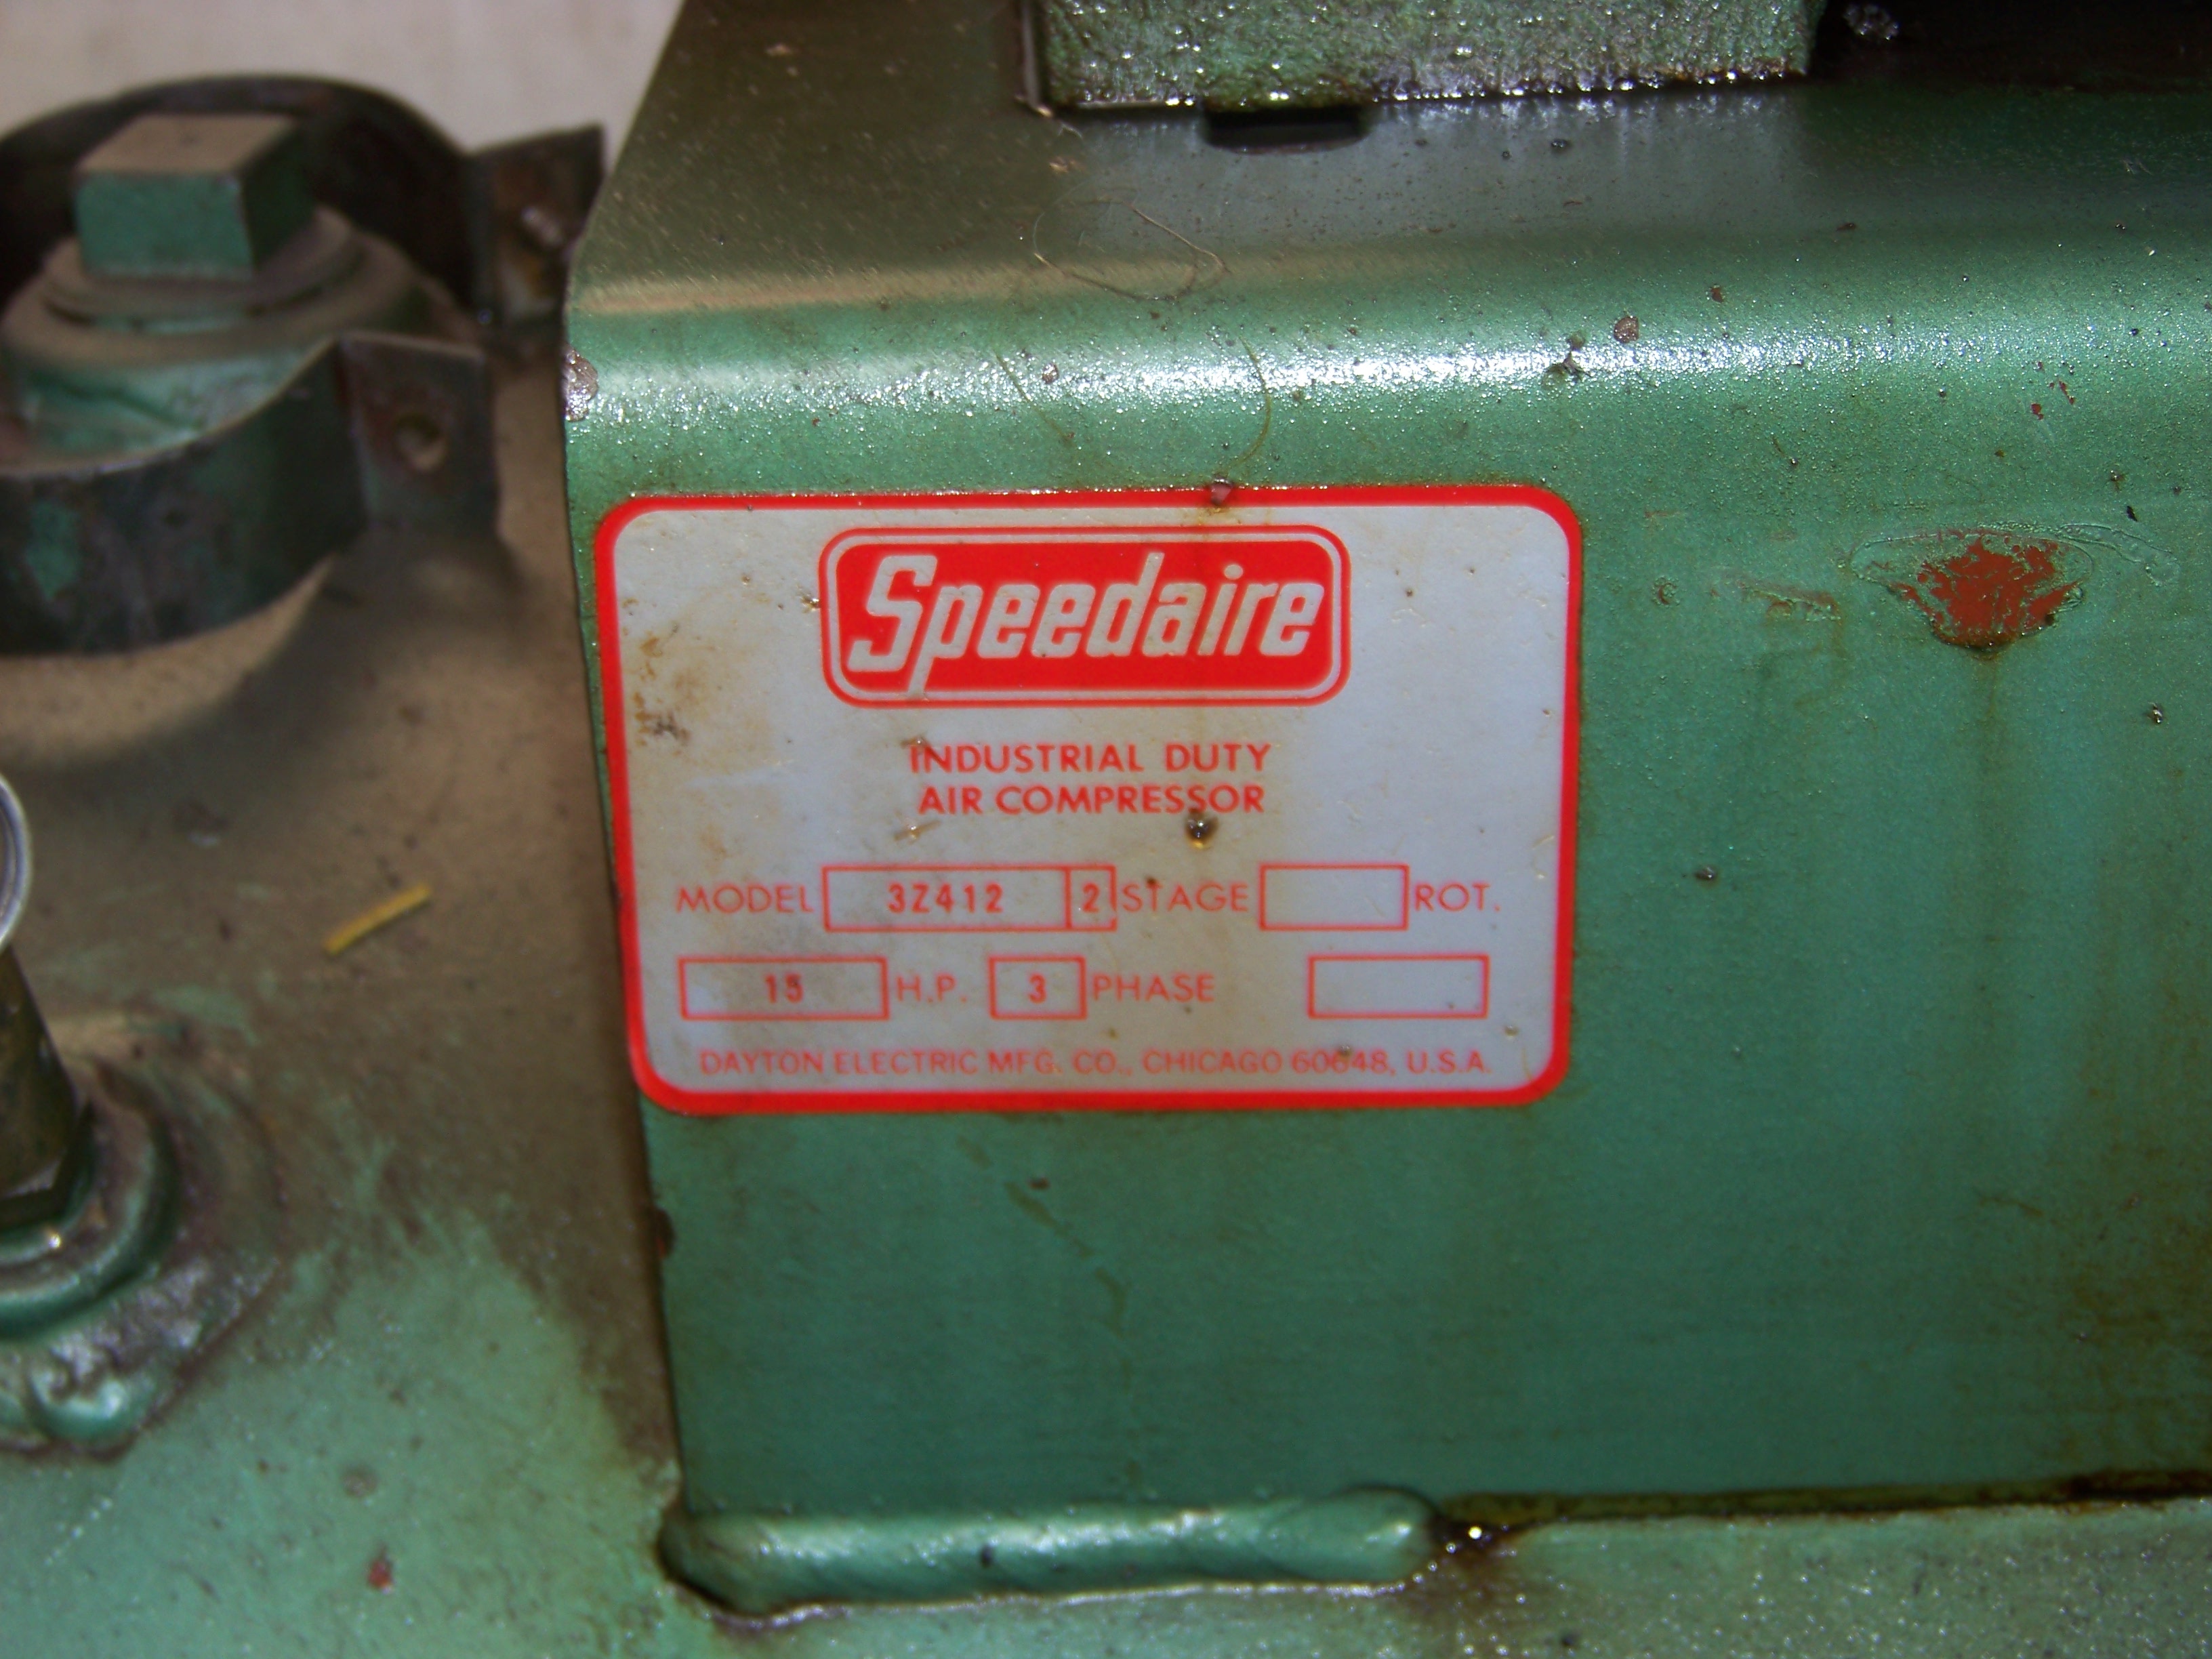 Speedaire
INDUSTRIAL DUTY
AIR COMPRESSOR
MODEL 3Z412 2 STAGE ROT.
15 H.P. 3 PHASE
DAYTON ELECTRIC MFG. CO., CHICAGO 60648, U.S.A.